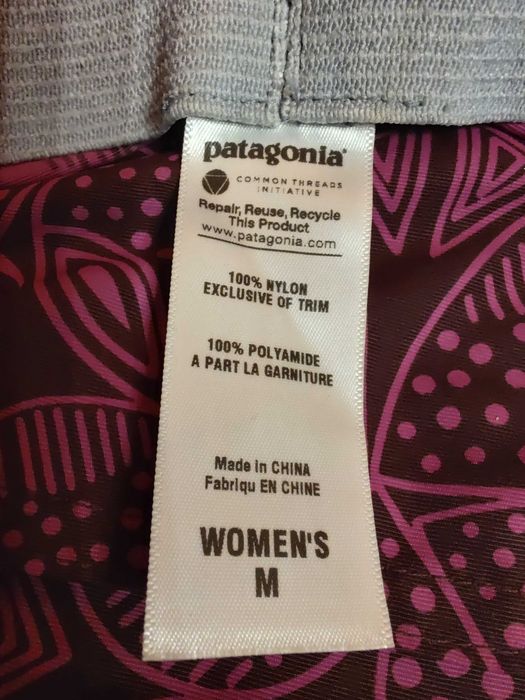 patagonia®
COMMON THREADS
INITIATIVE
Repair, Reuse, Recycle
This Product
www.patagonia.com
100% NYLON
EXCLUSIVE OF TRIM
100% POLYAMIDE
A PART LA GARNITURE
Made in CHINA
Fabriqu EN CHINE
WOMEN'S
M